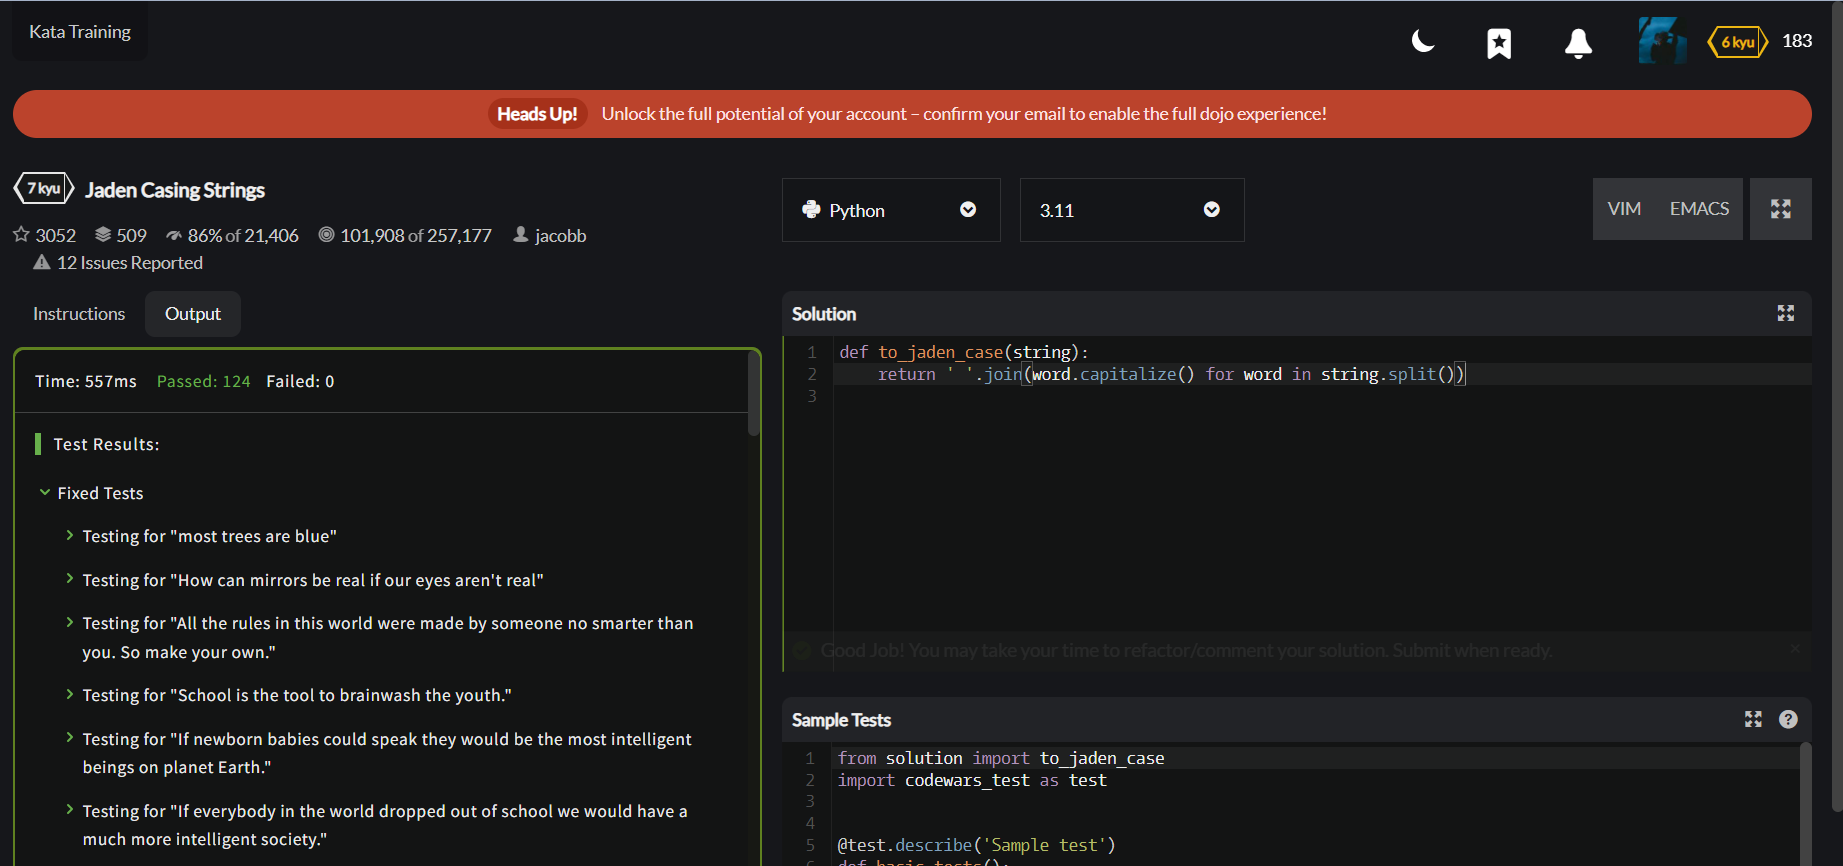 Kata Training
6 kyu 183
Heads Up! Unlock the full potential of your account – confirm your email to enable the full dojo experience!
7 kyu Jaden Casing Strings
3052 509 86% of 21,406 101,908 of 257,177 jacobb
12 Issues Reported
Python 3.11 VIM EMACS
Instructions Output
Time: 557ms Passed: 124 Failed: 0
Test Results:
Fixed Tests
Testing for "most trees are blue"
Testing for "How can mirrors be real if our eyes aren't real"
Testing for "All the rules in this world were made by someone no smarter than
you. So make your own."
Testing for "School is the tool to brainwash the youth."
Testing for "If newborn babies could speak they would be the most intelligent
beings on planet Earth."
Testing for "If everybody in the world dropped out of school we would have a
much more intelligent society."
Solution
1 def to_jaden_case(string):
2     return ' '.join(word.capitalize() for word in string.split())
3
Good Job! You may take your time to refactor/comment your solution. Submit when ready.
Sample Tests
1 from solution import to_jaden_case
2 import codewars_test as test
3
4
5 @test.describe('Sample test')
6 def basic_tests():